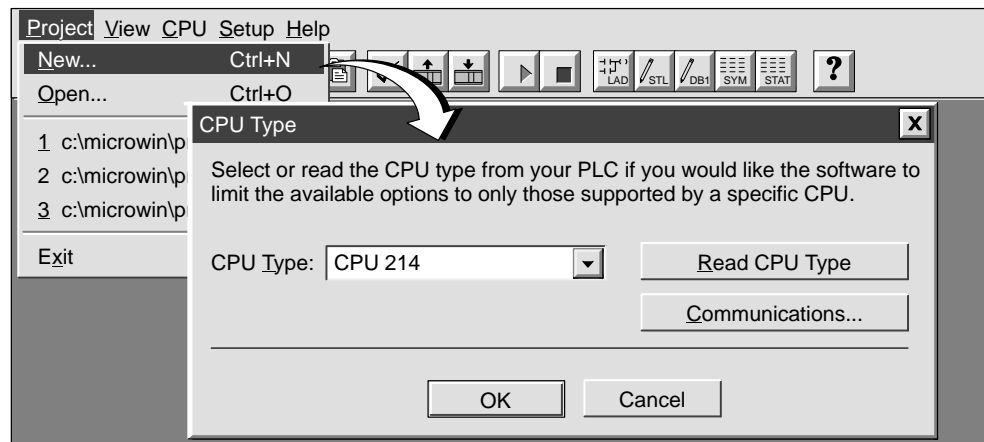 Project View CPU Setup Help
New... Ctrl+N
Open... Ctrl+O
1 c:\microwin\p
2 c:\microwin\p
3 c:\microwin\p
Exit
LAD STL DB1 SYM STAT ?
CPU Type X
Select or read the CPU type from your PLC if you would like the software to
limit the available options to only those supported by a specific CPU.
CPU Type: CPU 214 Read CPU Type
Communications...
OK Cancel